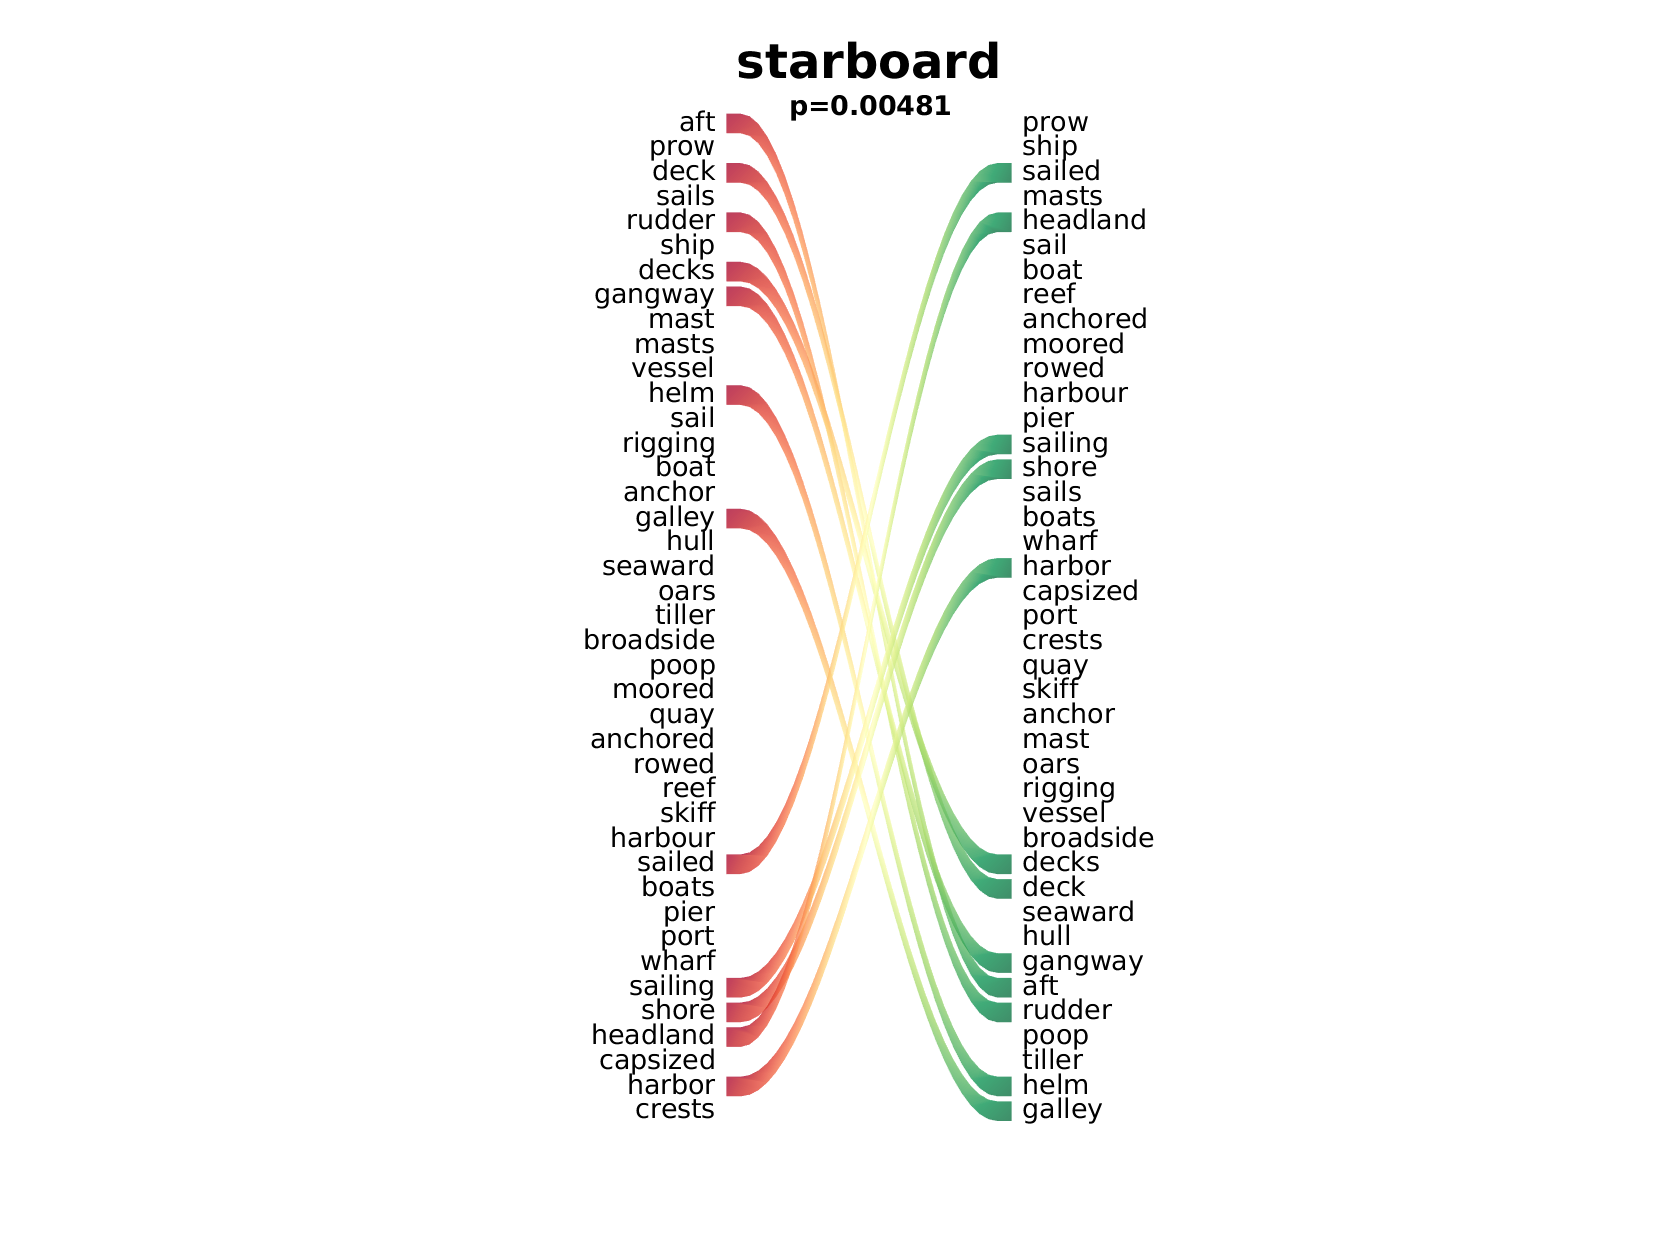 starboard
p=0.00481
aft
prow
deck
sails
rudder
ship
decks
gangway
mast
masts
vessel
helm
sail
rigging
boat
anchor
galley
hull
seaward
oars
tiller
broadside
poop
moored
quay
anchored
rowed
reef
skiff
harbour
sailed
boats
pier
port
wharf
sailing
shore
headland
capsized
harbor
crests
prow
ship
sailed
masts
headland
sail
boat
reef
anchored
moored
rowed
harbour
pier
sailing
shore
sails
boats
wharf
harbor
capsized
port
crests
quay
skiff
anchor
mast
oars
rigging
vessel
broadside
decks
deck
seaward
hull
gangway
aft
rudder
poop
tiller
helm
galley